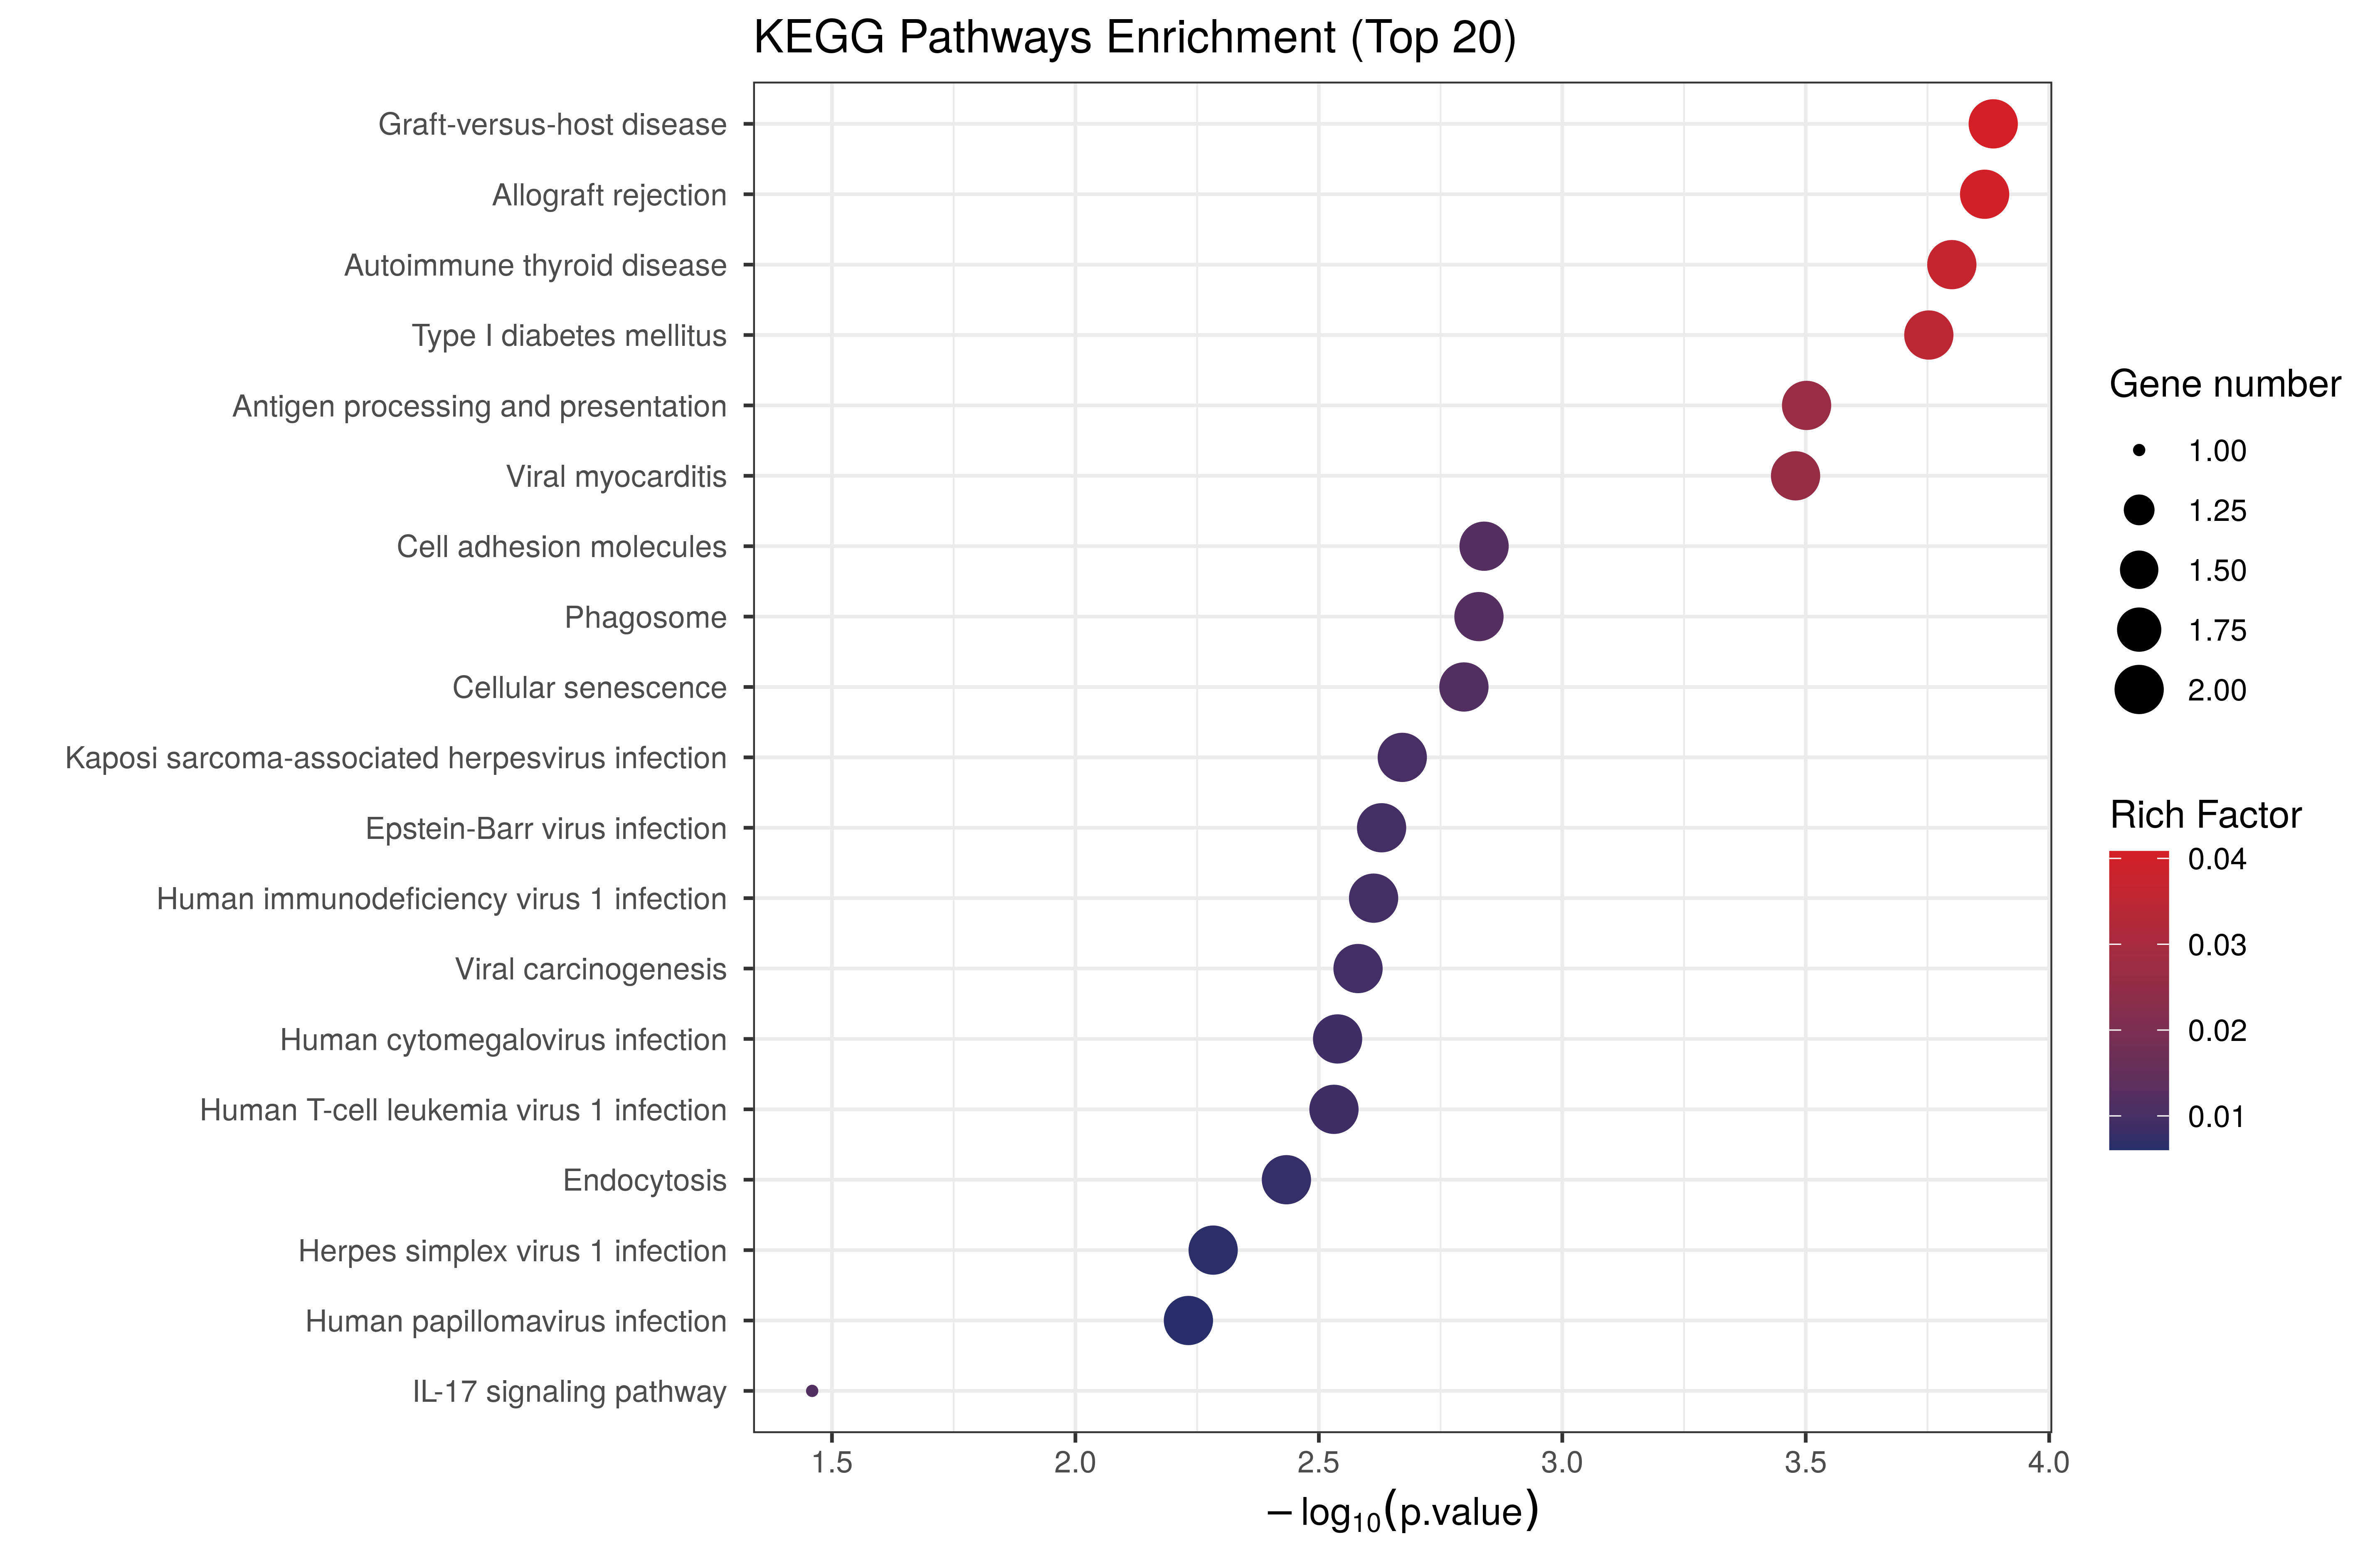 KEGG Pathways Enrichment (Top 20)
Graft-versus-host disease
Allograft rejection
Autoimmune thyroid disease
Type I diabetes mellitus
Antigen processing and presentation
Viral myocarditis
Cell adhesion molecules
Phagosome
Cellular senescence
Kaposi sarcoma-associated herpesvirus infection
Epstein-Barr virus infection
Human immunodeficiency virus 1 infection
Viral carcinogenesis
Human cytomegalovirus infection
Human T-cell leukemia virus 1 infection
Endocytosis
Herpes simplex virus 1 infection
Human papillomavirus infection
IL-17 signaling pathway
1.5 2.0 2.5 3.0 3.5 4.0
−log₁₀(p.value)
Gene number
1.00
1.25
1.50
1.75
2.00
Rich Factor
0.04
0.03
0.02
0.01